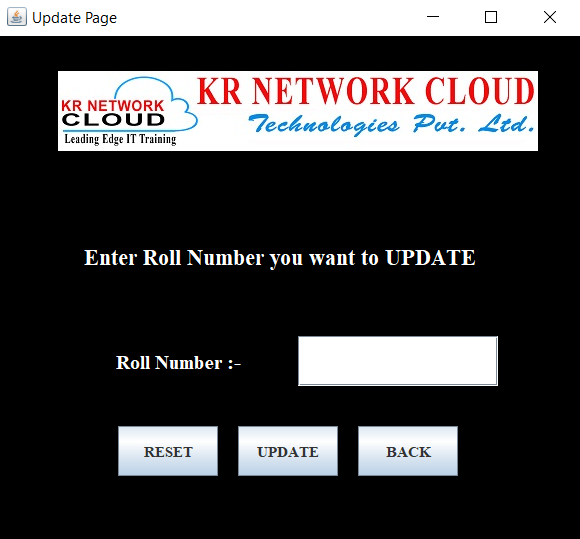 Update Page
KR NETWORK
CLOUD
Leading Edge IT Training
KR NETWORK CLOUD
Technologies Pvt. Ltd.
Enter Roll Number you want to UPDATE
Roll Number :-
RESET UPDATE BACK